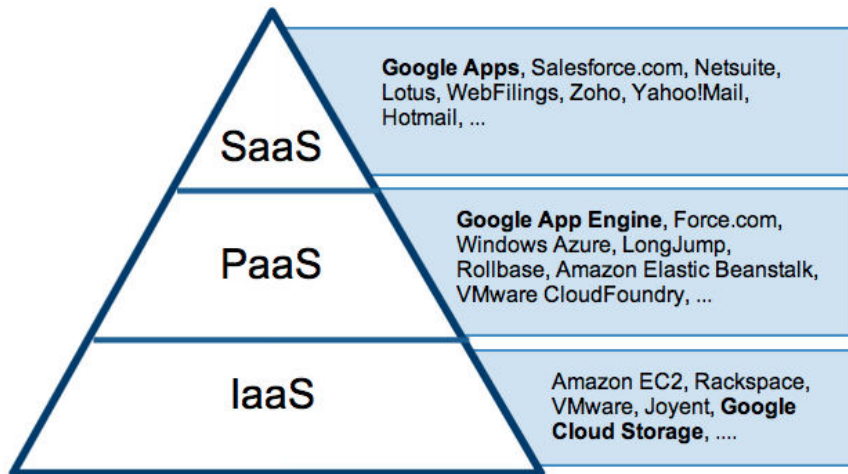 SaaS
Google Apps, Salesforce.com, Netsuite,
Lotus, WebFilings, Zoho, Yahoo!Mail,
Hotmail, ...
PaaS
Google App Engine, Force.com,
Windows Azure, LongJump,
Rollbase, Amazon Elastic Beanstalk,
VMware CloudFoundry, ...
IaaS
Amazon EC2, Rackspace,
VMware, Joyent, Google
Cloud Storage, ....